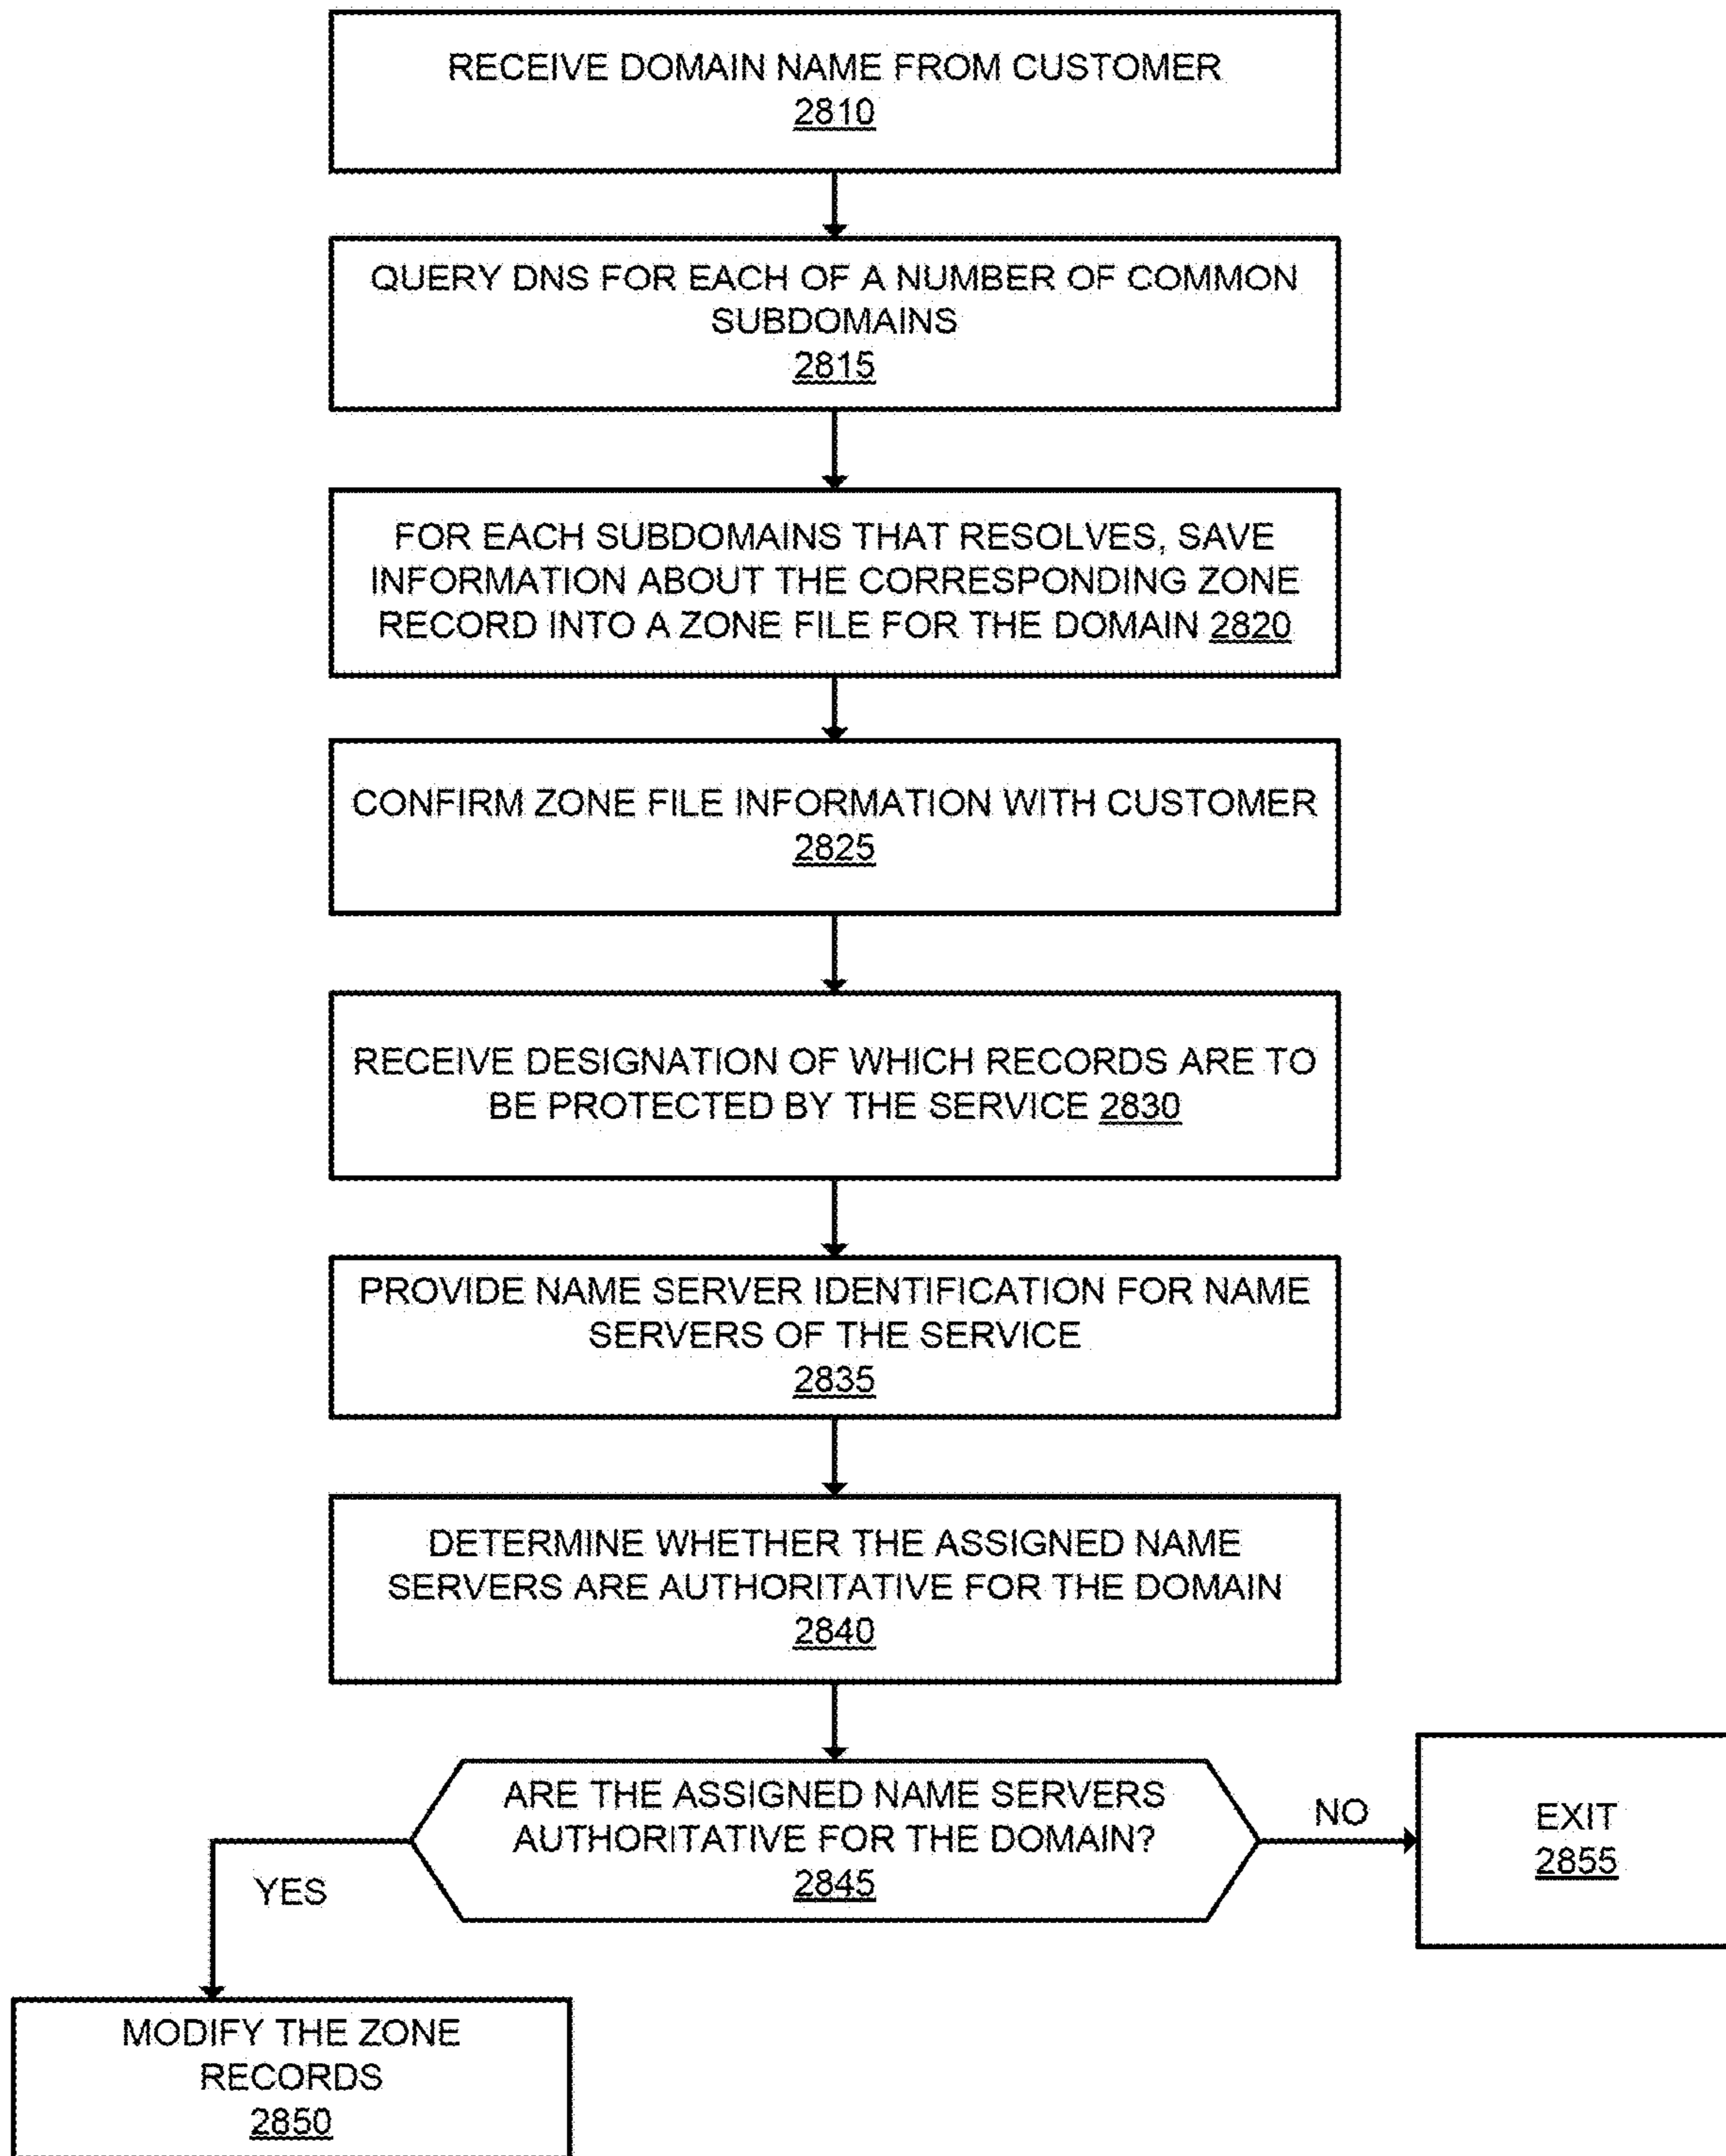 RECEIVE DOMAIN NAME FROM CUSTOMER
2810
QUERY DNS FOR EACH OF A NUMBER OF COMMON
SUBDOMAINS
2815
FOR EACH SUBDOMAINS THAT RESOLVES, SAVE
INFORMATION ABOUT THE CORRESPONDING ZONE
RECORD INTO A ZONE FILE FOR THE DOMAIN 2820
CONFIRM ZONE FILE INFORMATION WITH CUSTOMER
2825
RECEIVE DESIGNATION OF WHICH RECORDS ARE TO
BE PROTECTED BY THE SERVICE 2830
PROVIDE NAME SERVER IDENTIFICATION FOR NAME
SERVERS OF THE SERVICE
2835
DETERMINE WHETHER THE ASSIGNED NAME
SERVERS ARE AUTHORITATIVE FOR THE DOMAIN
2840
ARE THE ASSIGNED NAME SERVERS
AUTHORITATIVE FOR THE DOMAIN?
2845
NO
EXIT
2855
YES
MODIFY THE ZONE
RECORDS
2850